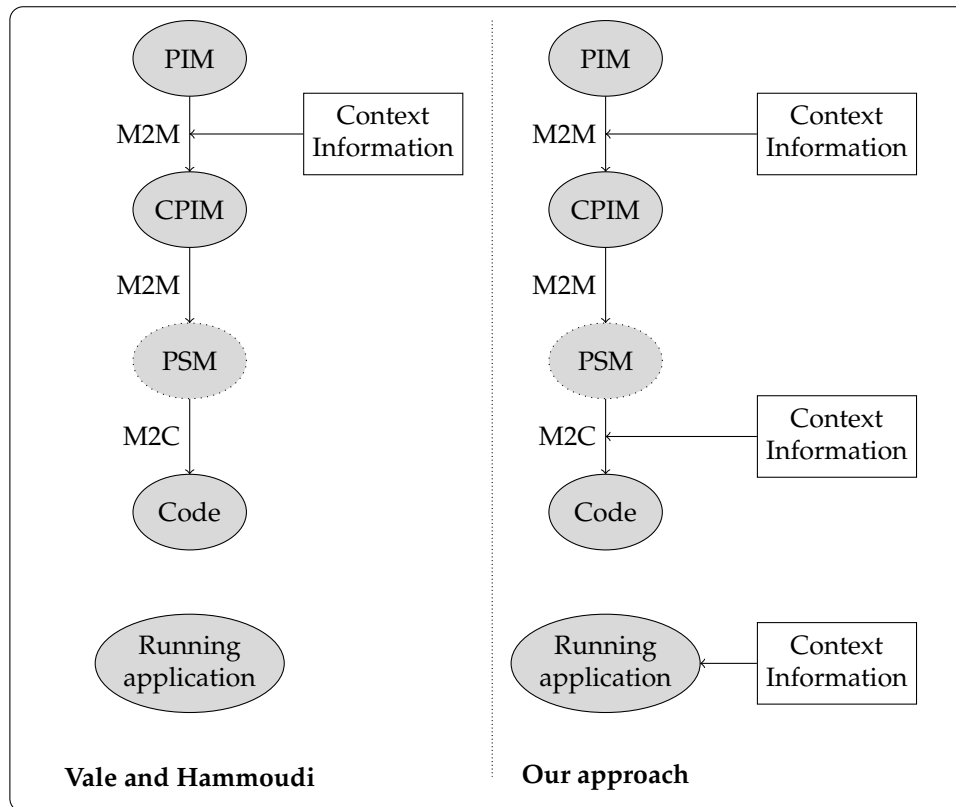 PIM
M2M
Context
Information
CPIM
M2M
PSM
M2C
Code
Running
application
Vale and Hammoudi
PIM
M2M
Context
Information
CPIM
M2M
PSM
M2C
Context
Information
Code
Running
application
Context
Information
Our approach